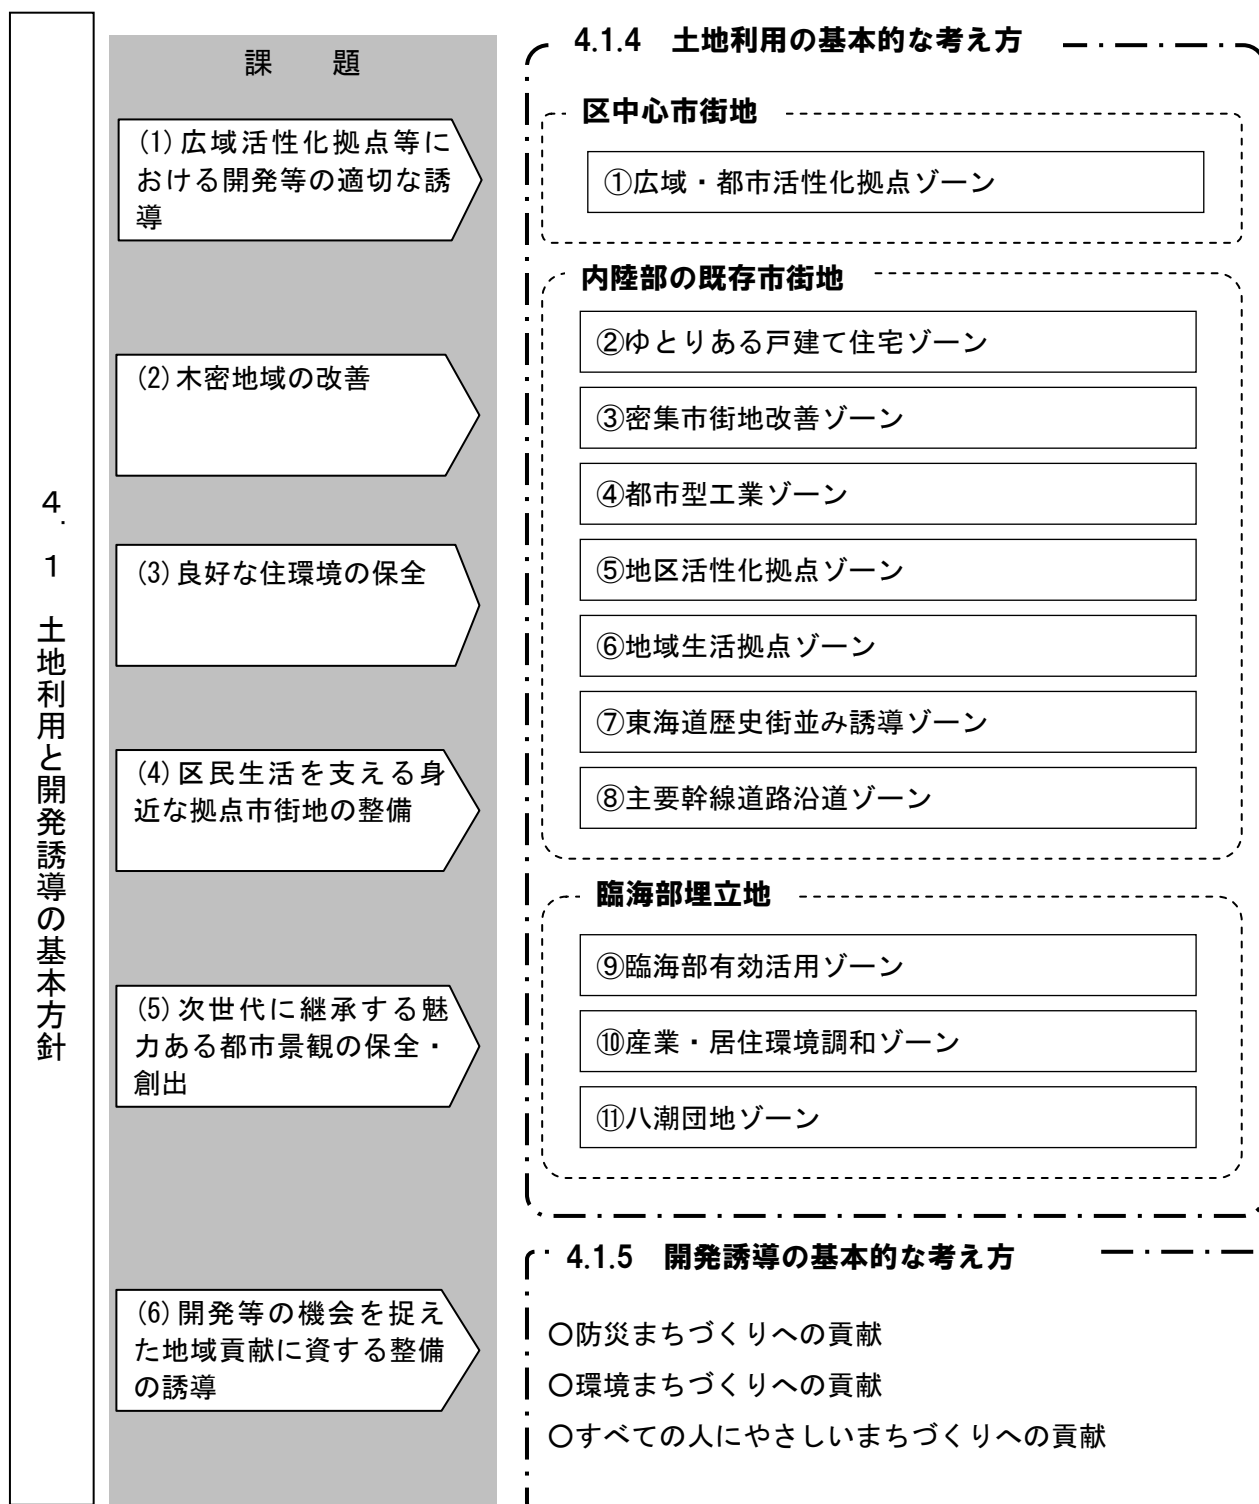 4.1 土地利用と開発誘導の基本方針
課　題
(1)広域活性化拠点等に
おける開発等の適切な誘
導
(2)木密地域の改善
(3)良好な住環境の保全
(4)区民生活を支える身
近な拠点市街地の整備
(5)次世代に継承する魅
力ある都市景観の保全・
創出
(6)開発等の機会を捉え
た地域貢献に資する整備
の誘導
4.1.4　土地利用の基本的な考え方
区中心市街地
①広域・都市活性化拠点ゾーン
内陸部の既存市街地
②ゆとりある戸建て住宅ゾーン
③密集市街地改善ゾーン
④都市型工業ゾーン
⑤地区活性化拠点ゾーン
⑥地域生活拠点ゾーン
⑦東海道歴史街並み誘導ゾーン
⑧主要幹線道路沿道ゾーン
臨海部埋立地
⑨臨海部有効活用ゾーン
⑩産業・居住環境調和ゾーン
⑪八潮団地ゾーン
4.1.5　開発誘導の基本的な考え方
〇防災まちづくりへの貢献
〇環境まちづくりへの貢献
〇すべての人にやさしいまちづくりへの貢献